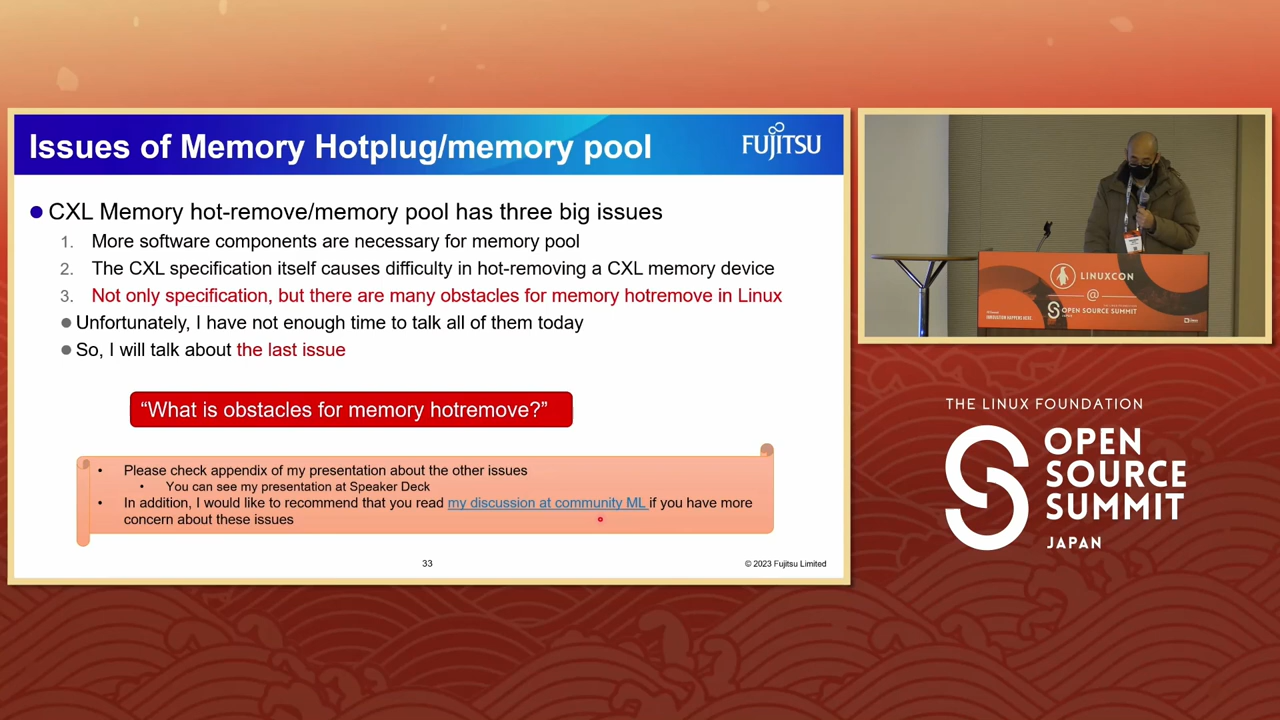 Issues of Memory Hotplug/memory pool
FUJITSU
CXL Memory hot-remove/memory pool has three big issues
1. More software components are necessary for memory pool
2. The CXL specification itself causes difficulty in hot-removing a CXL memory device
3. Not only specification, but there are many obstacles for memory hotremove in Linux
Unfortunately, I have not enough time to talk all of them today
So, I will talk about the last issue
“What is obstacles for memory hotremove?”
• Please check appendix of my presentation about the other issues
• You can see my presentation at Speaker Deck
• In addition, I would like to recommend that you read my discussion at community ML if you have more
concern about these issues
33
© 2023 Fujitsu Limited
LINUXCON
@
OPEN SOURCE SUMMIT
THE LINUX FOUNDATION
OPEN
SOURCE
SUMMIT
JAPAN